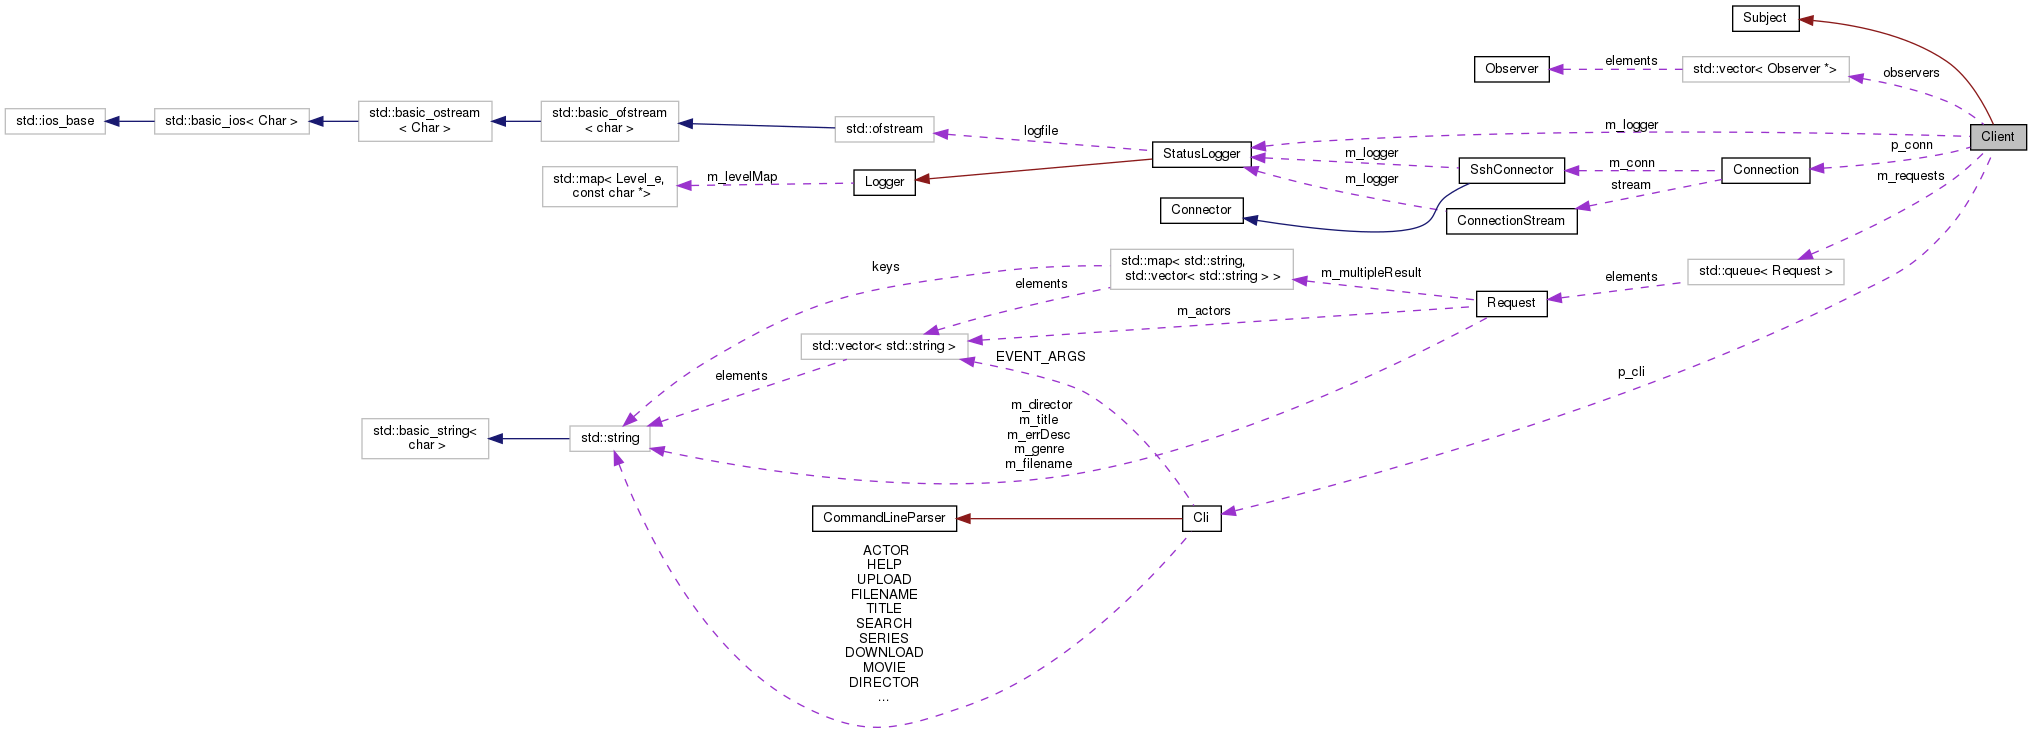 Subject
Observer
elements
std::vector< Observer *>
observers
Client
std::ios_base
std::basic_ios< Char >
std::basic_ostream
< Char >
std::basic_ofstream
< char >
std::ofstream
logfile
StatusLogger
m_logger
m_logger
m_logger
SshConnector
m_conn
stream
Connection
p_conn
m_requests
std::map< Level_e,
const char *>
m_levelMap
Logger
Connector
ConnectionStream
keys
std::map< std::string,
std::vector< std::string > >
elements
m_multipleResult
Request
elements
std::queue< Request >
m_actors
std::vector< std::string >
EVENT_ARGS
elements
p_cli
std::basic_string<
char >
std::string
m_director
m_title
m_errDesc
m_genre
m_filename
CommandLineParser
Cli
ACTOR
HELP
UPLOAD
FILENAME
TITLE
SEARCH
SERIES
DOWNLOAD
MOVIE
DIRECTOR
...